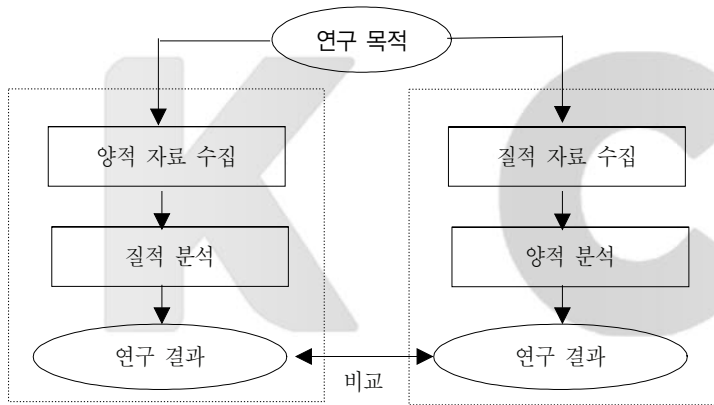 연구 목적
양적 자료 수집
질적 자료 수집
질적 분석
양적 분석
연구 결과
연구 결과
비교
K C